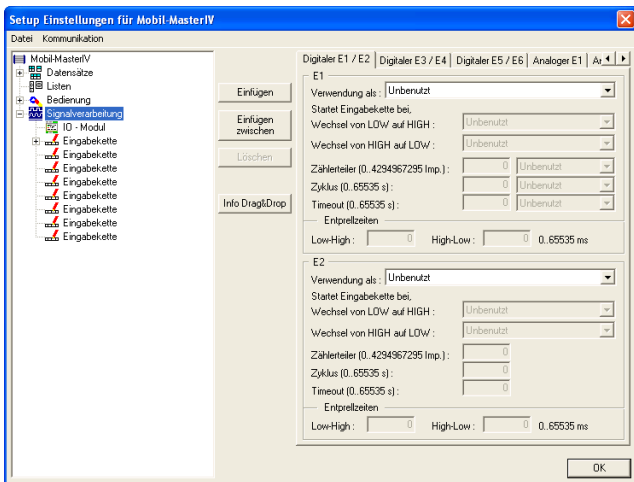 Setup Einstellungen für Mobil-MasterIV
Datei Kommunikation
Mobil-MasterIV
Datensätze
Listen
Bedienung
Signalverarbeitung
IO - Modul
Eingabekette
Eingabekette
Eingabekette
Eingabekette
Eingabekette
Eingabekette
Eingabekette
Eingabekette
Einfügen
Einfügen
zwischen
Löschen
Info Drag&Drop
Digitaler E1 / E2 Digitaler E3 / E4 Digitaler E5 / E6 Analoger E1
E1
Verwendung als : Unbenutzt
Startet Eingabekette bei,
Wechsel von LOW auf HIGH : Unbenutzt
Wechsel von HIGH auf LOW : Unbenutzt
Zählerteiler (0..4294967295 Imp.) : 0 Unbenutzt
Zyklus (0..65535 s) : 0 Unbenutzt
Timeout (0..65535 s) : 0 Unbenutzt
Entprellzeiten
Low-High : 0 High-Low : 0 0..65535 ms
E2
Verwendung als : Unbenutzt
Startet Eingabekette bei,
Wechsel von LOW auf HIGH : Unbenutzt
Wechsel von HIGH auf LOW : Unbenutzt
Zählerteiler (0..4294967295 Imp.) : 0
Zyklus (0..65535 s) : 0
Timeout (0..65535 s) : 0
Entprellzeiten
Low-High : 0 High-Low : 0 0..65535 ms
OK